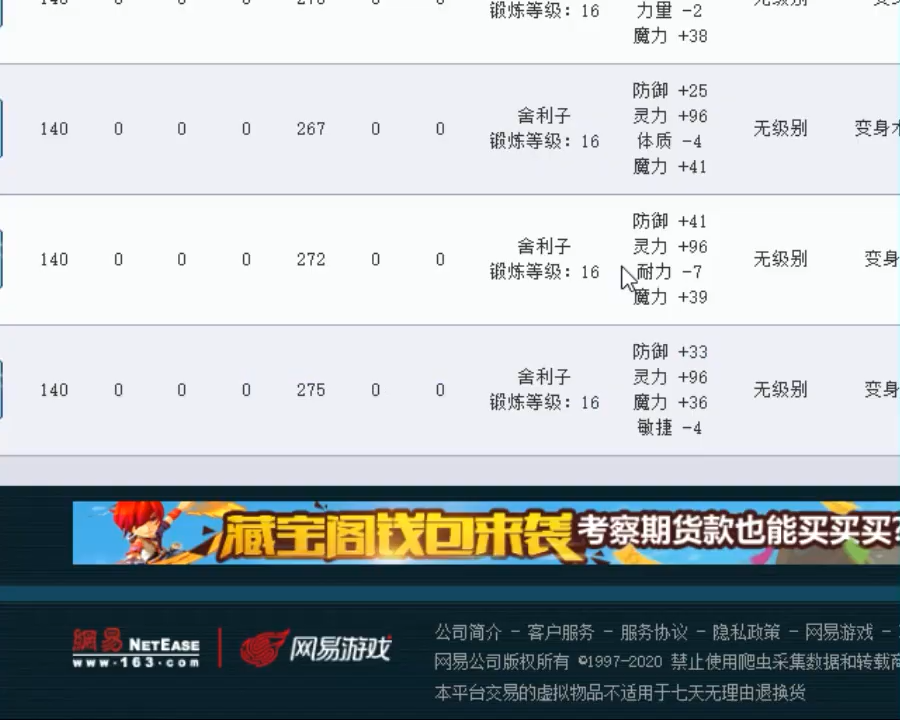 锻炼等级: 16
力量 -2
魔力 +38
140 0 0 0 267 0 0
舍利子
锻炼等级: 16
防御 +25
灵力 +96
体质 -4
魔力 +41
无级别
变身
140 0 0 0 272 0 0
舍利子
锻炼等级: 16
防御 +41
灵力 +96
耐力 -7
魔力 +39
无级别
变身
140 0 0 0 275 0 0
舍利子
锻炼等级: 16
防御 +33
灵力 +96
魔力 +36
敏捷 -4
无级别
变身
藏宝阁钱包来袭 考察期货款也能买买买?
網易 NETEASE
www.163.com
网易游戏
公司简介 - 客户服务 - 服务协议 - 隐私政策 - 网易游戏 -
网易公司版权所有 ©1997-2020 禁止使用爬虫采集数据和转载
本平台交易的虚拟物品不适用于七天无理由退换货